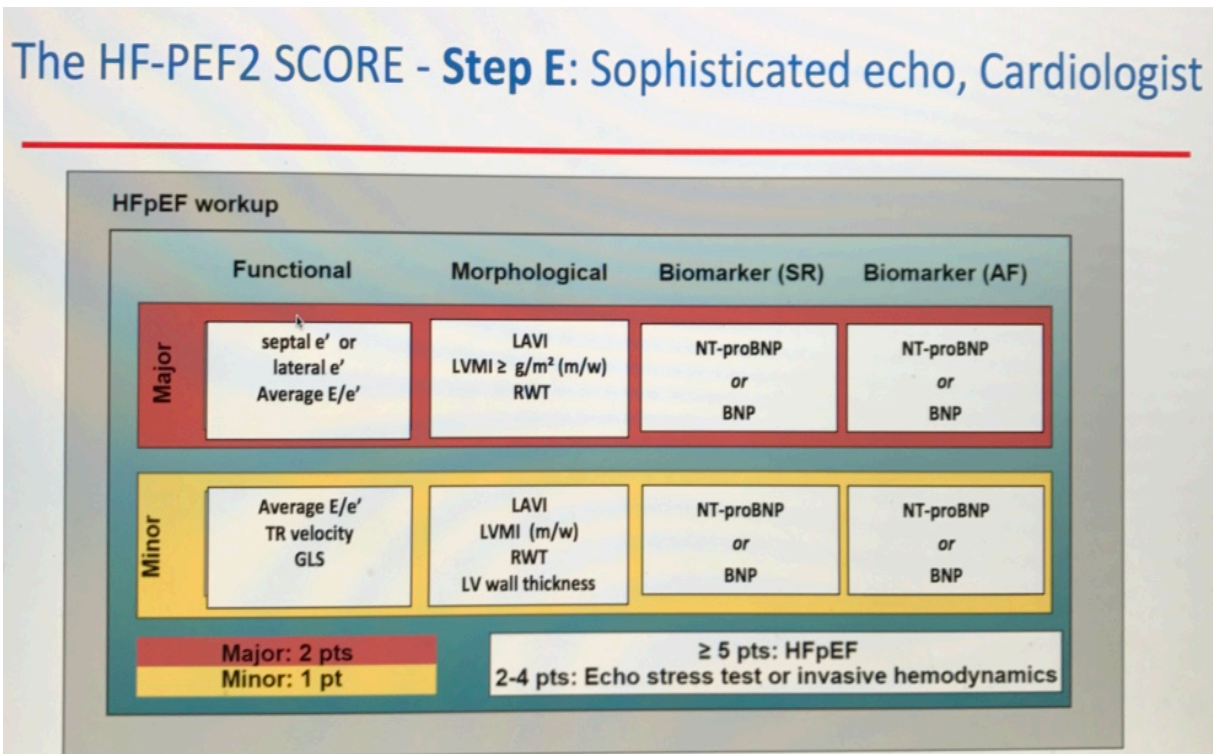 The HF-PEF2 SCORE - Step E: Sophisticated echo, Cardiologist
HFpEF workup
Functional
Morphological
Biomarker (SR)
Biomarker (AF)
Major
septal e' or
lateral e'
Average E/e'
LAVI
LVMI ≥ g/m² (m/w)
RWT
NT-proBNP
or
BNP
NT-proBNP
or
BNP
Minor
Average E/e'
TR velocity
GLS
LAVI
LVMI (m/w)
RWT
LV wall thickness
NT-proBNP
or
BNP
NT-proBNP
or
BNP
Major: 2 pts
Minor: 1 pt
≥ 5 pts: HFpEF
2-4 pts: Echo stress test or invasive hemodynamics